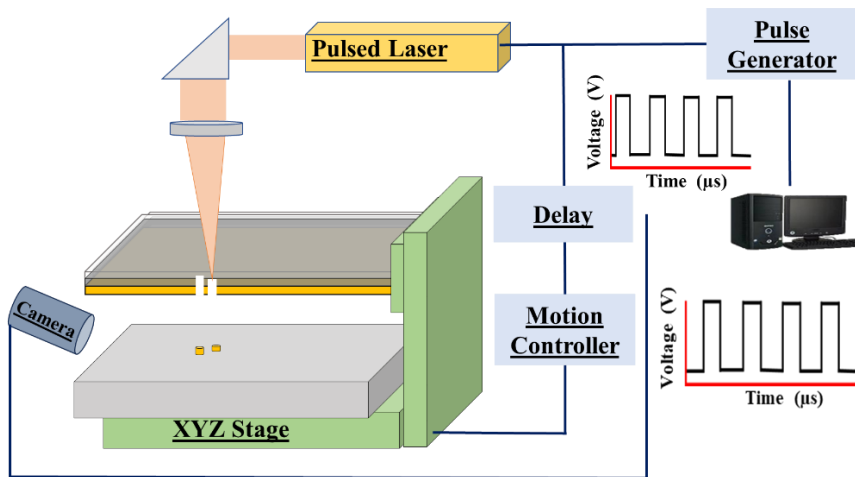 Pulsed Laser
Pulse
Generator
Voltage (V)
Time (µs)
Delay
Camera
Motion
Controller
Voltage (V)
Time (µs)
XYZ Stage